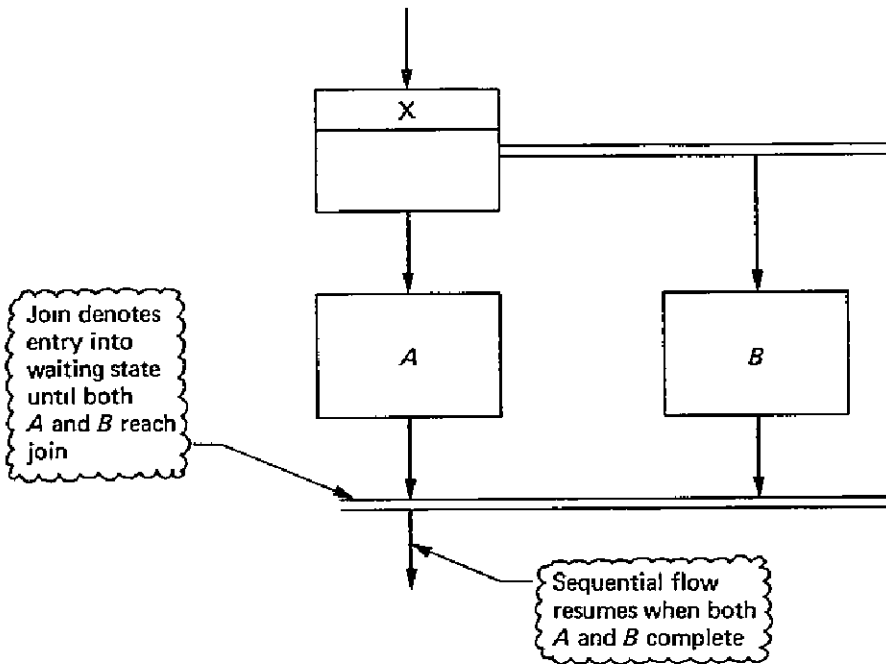 X
A
B
Join denotes
entry into
waiting state
until both
A and B reach
join
Sequential flow
resumes when both
A and B complete